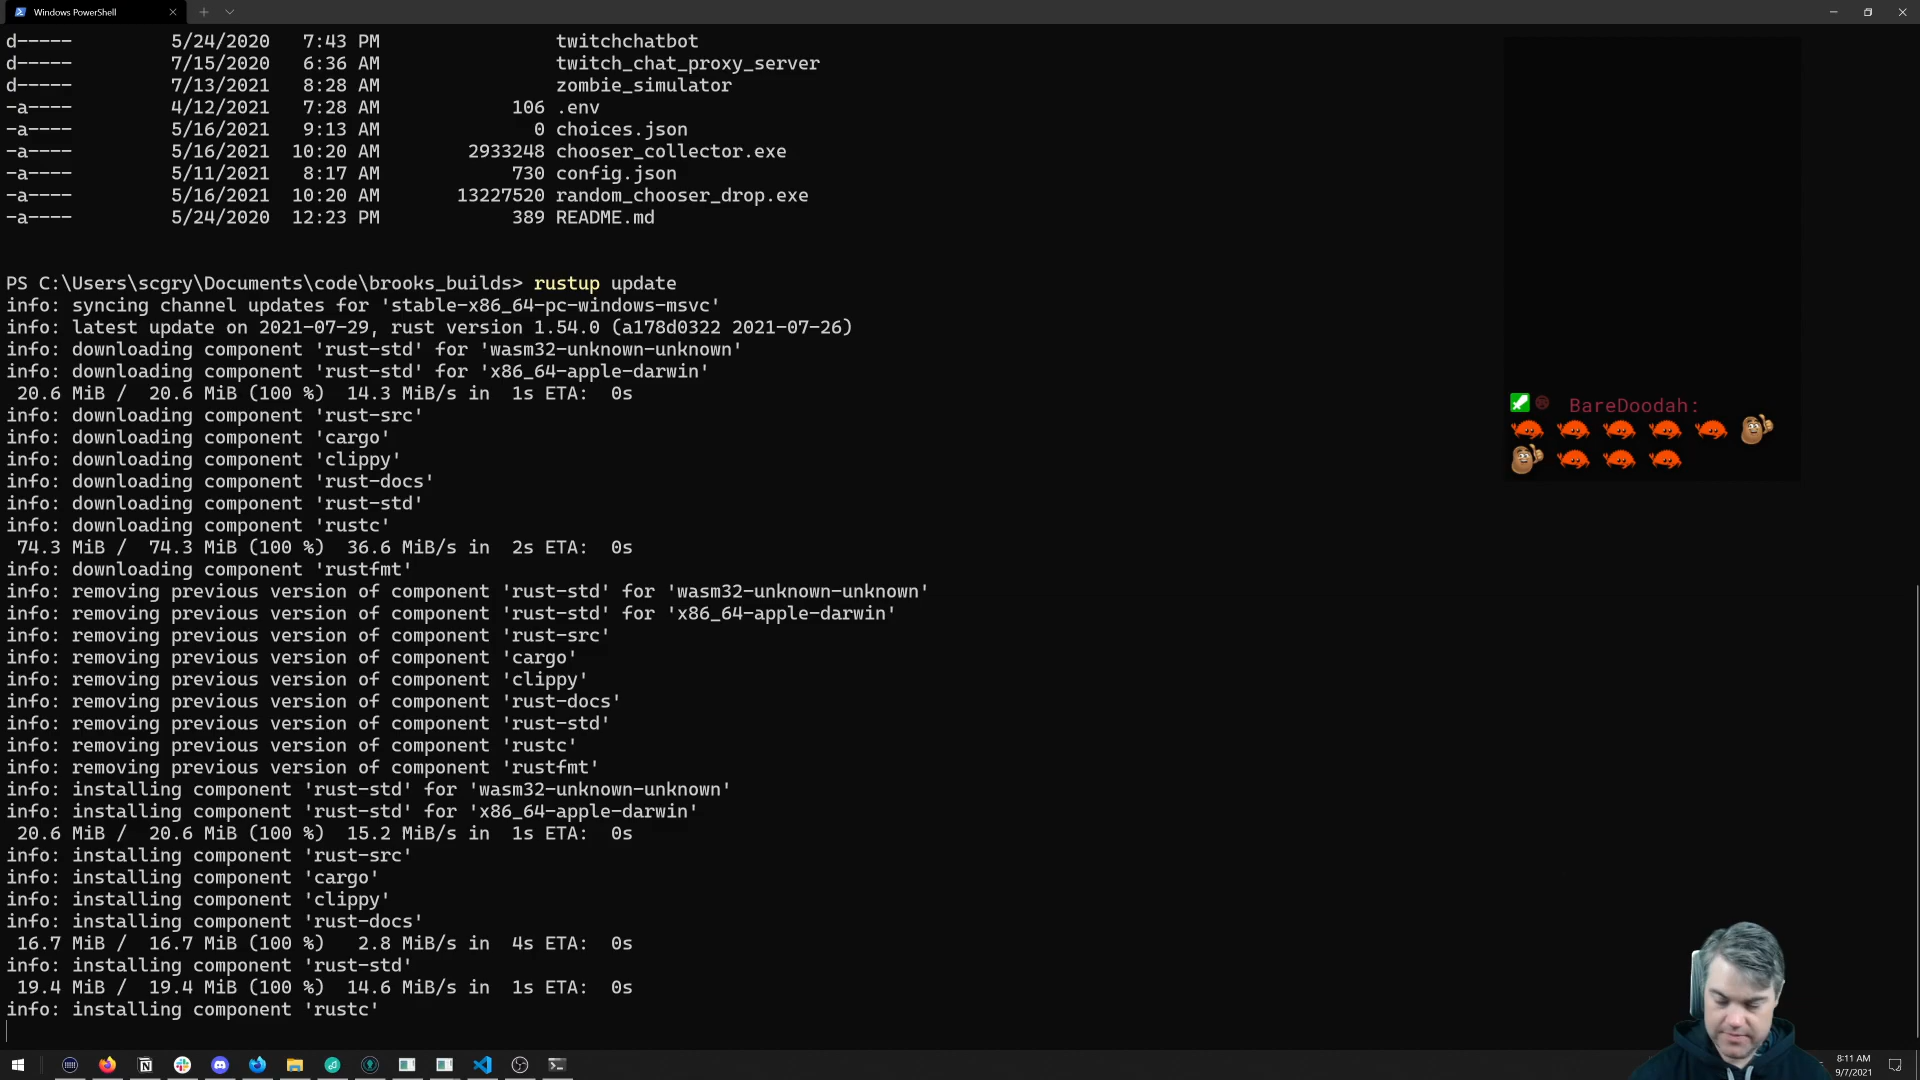 Windows PowerShell
d----- 5/24/2020 7:43 PM twitchchatbot
d----- 7/15/2020 6:36 AM twitch_chat_proxy_server
d----- 7/13/2021 8:28 AM zombie_simulator
-a---- 4/12/2021 7:28 AM 106 .env
-a---- 5/16/2021 9:13 AM 0 choices.json
-a---- 5/16/2021 10:20 AM 2933248 chooser_collector.exe
-a---- 5/11/2021 8:17 AM 730 config.json
-a---- 5/16/2021 10:20 AM 13227520 random_chooser_drop.exe
-a---- 5/24/2020 12:23 PM 389 README.md
PS C:\Users\scgry\Documents\code\brooks_builds> rustup update
info: syncing channel updates for 'stable-x86_64-pc-windows-msvc'
info: latest update on 2021-07-29, rust version 1.54.0 (a178d0322 2021-07-26)
info: downloading component 'rust-std' for 'wasm32-unknown-unknown'
info: downloading component 'rust-std' for 'x86_64-apple-darwin'
20.6 MiB / 20.6 MiB (100 %) 14.3 MiB/s in 1s ETA: 0s
info: downloading component 'rust-src'
info: downloading component 'cargo'
info: downloading component 'clippy'
info: downloading component 'rust-docs'
info: downloading component 'rust-std'
info: downloading component 'rustc'
74.3 MiB / 74.3 MiB (100 %) 36.6 MiB/s in 2s ETA: 0s
info: downloading component 'rustfmt'
info: removing previous version of component 'rust-std' for 'wasm32-unknown-unknown'
info: removing previous version of component 'rust-std' for 'x86_64-apple-darwin'
info: removing previous version of component 'rust-src'
info: removing previous version of component 'cargo'
info: removing previous version of component 'clippy'
info: removing previous version of component 'rust-docs'
info: removing previous version of component 'rust-std'
info: removing previous version of component 'rustc'
info: removing previous version of component 'rustfmt'
info: installing component 'rust-std' for 'wasm32-unknown-unknown'
info: installing component 'rust-std' for 'x86_64-apple-darwin'
20.6 MiB / 20.6 MiB (100 %) 15.2 MiB/s in 1s ETA: 0s
info: installing component 'rust-src'
info: installing component 'cargo'
info: installing component 'clippy'
info: installing component 'rust-docs'
16.7 MiB / 16.7 MiB (100 %) 2.8 MiB/s in 4s ETA: 0s
info: installing component 'rust-std'
19.4 MiB / 19.4 MiB (100 %) 14.6 MiB/s in 1s ETA: 0s
info: installing component 'rustc'
BareDoodah:
8:11 AM
9/7/2021